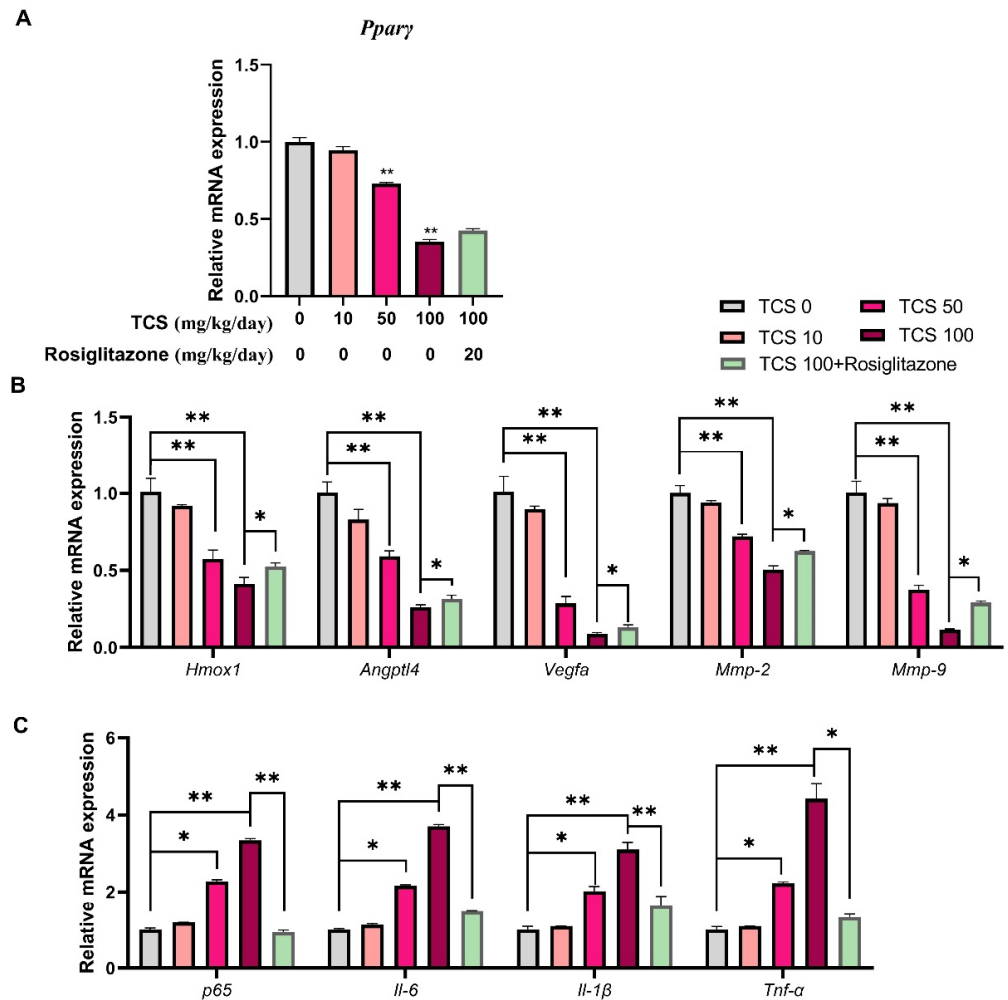 A
Pparγ
Relative mRNA expression
1.5
1.0
0.5
0.0
**
**
TCS (mg/kg/day) 0 10 50 100 100
Rosiglitazone (mg/kg/day) 0 0 0 0 20
TCS 0 TCS 50
TCS 10 TCS 100
TCS 100+Rosiglitazone
B
Relative mRNA expression
1.5
1.0
0.5
0.0
** ** *
** ** *
** ** *
** ** *
** ** *
Hmox1 Angptl4 Vegfa Mmp-2 Mmp-9
C
Relative mRNA expression
6
4
2
0
** * **
** * **
** * **
** * *
p65 Il-6 Il-1β Tnf-α